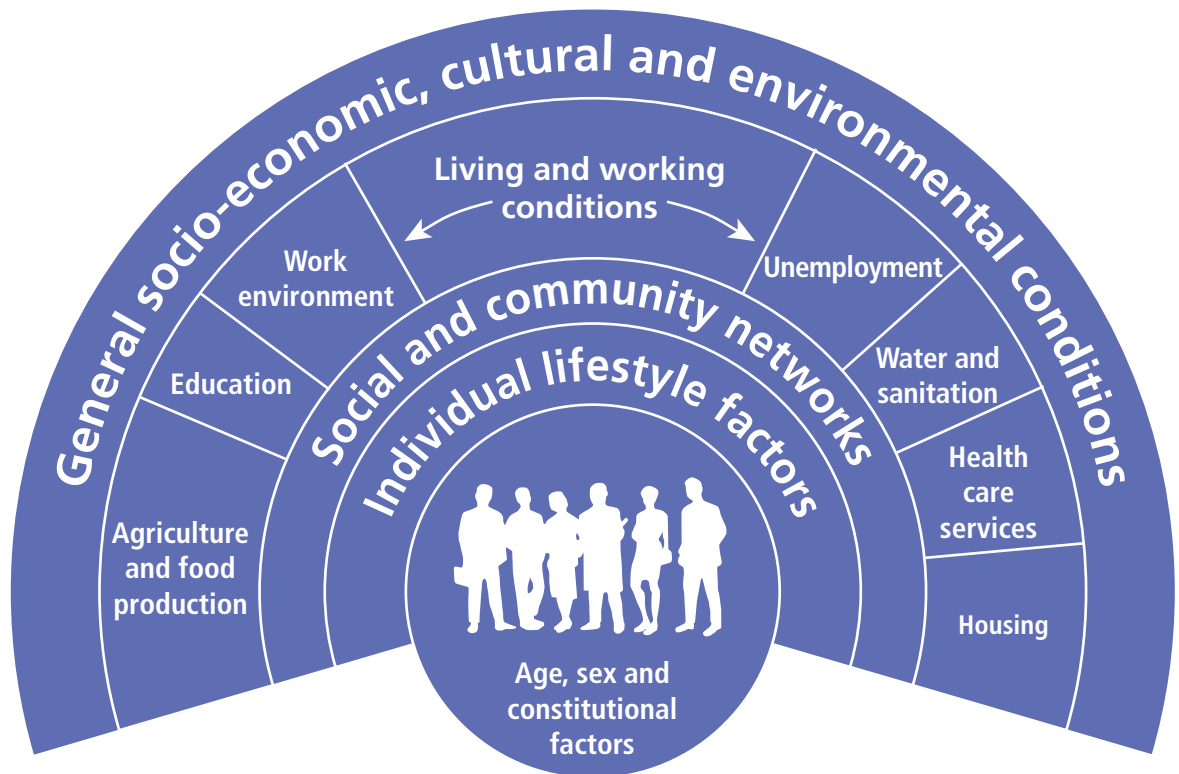 General socio-economic, cultural and environmental conditions
Living and working
conditions
Work
environment
Unemployment
Education
Water and
sanitation
Agriculture
and food
production
Health
care
services
Housing
Social and community networks
Individual lifestyle factors
Age, sex and
constitutional
factors